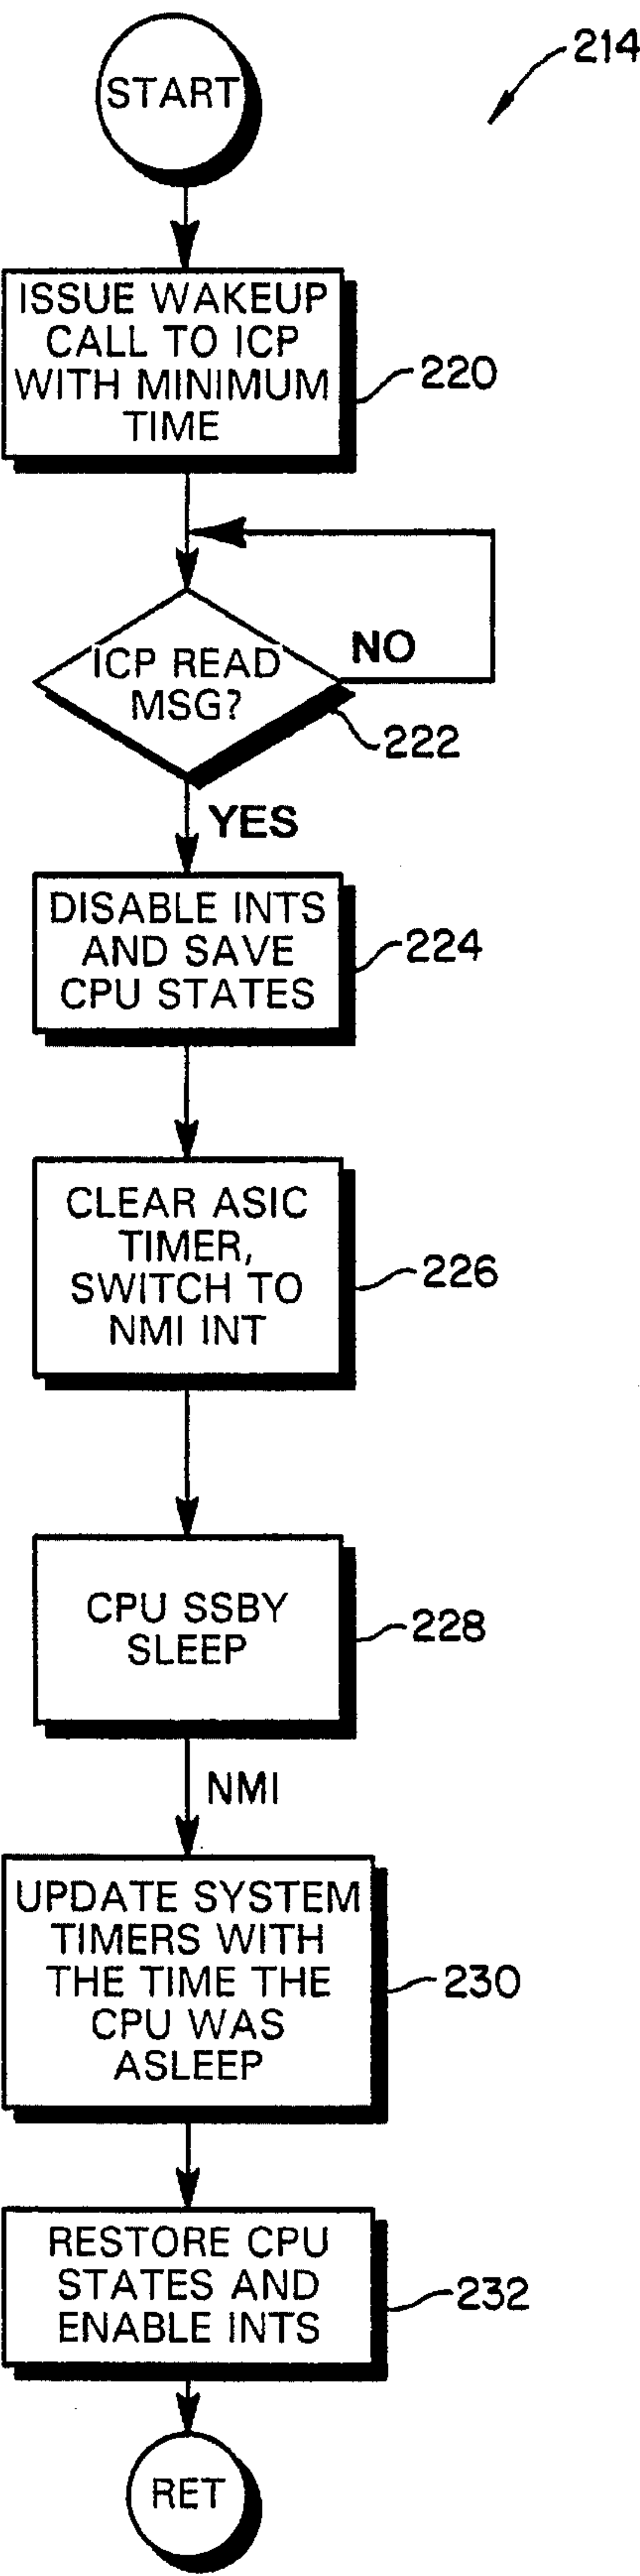 214
START
ISSUE WAKEUP
CALL TO ICP
WITH MINIMUM
TIME
220
NO
ICP READ
MSG?
222
YES
DISABLE INTS
AND SAVE
CPU STATES
224
CLEAR ASIC
TIMER,
SWITCH TO
NMI INT
226
CPU SSBY
SLEEP
228
NMI
UPDATE SYSTEM
TIMERS WITH
THE TIME THE
CPU WAS
ASLEEP
230
RESTORE CPU
STATES AND
ENABLE INTS
232
RET